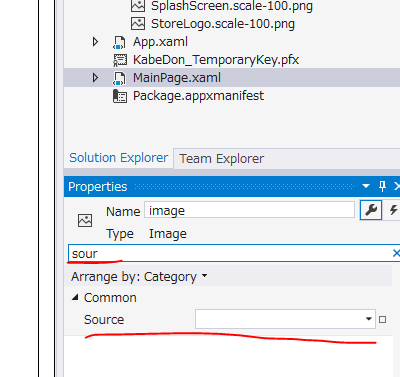 SplashScreen.scale-100.png
StoreLogo.scale-100.png
App.xaml
KabeDon_TemporaryKey.pfx
MainPage.xaml
Package.appxmanifest
Solution Explorer Team Explorer
Properties
Name image
Type Image
sour
Arrange by: Category
Common
Source